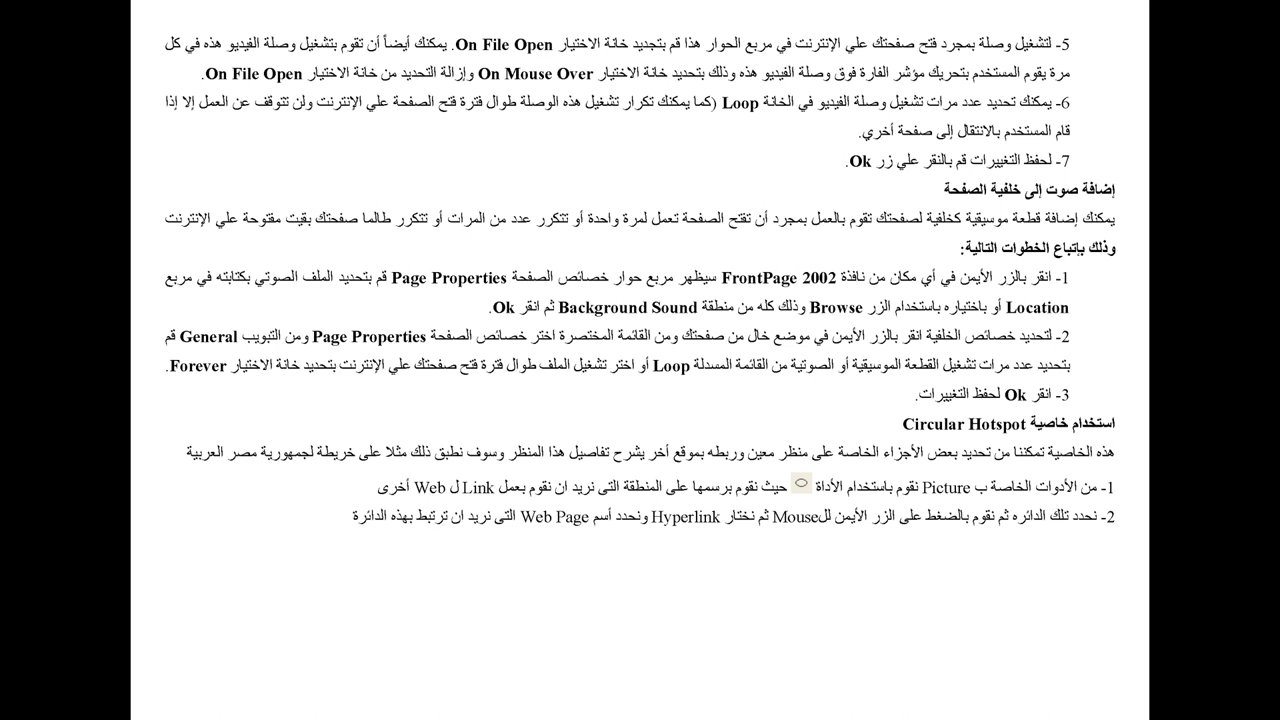 5- لتشغيل وصلة بمجرد فتح صفحتك علي الإنترنت في مربع الحوار هذا قم بتجديد خانة الاختيار On File Open. يمكنك أيضاً أن تقوم بتشغيل وصلة الفيديو هذه في كل
مرة يقوم المستخدم بتحريك مؤشر الفارة فوق وصلة الفيديو هذه وذلك بتحديد خانة الاختيار On Mouse Over وإزالة التحديد من خانة الاختيار On File Open.
6- يمكنك تحديد عدد مرات تشغيل وصلة الفيديو في الخانة Loop (كما يمكنك تكرار تشغيل هذه الوصلة طوال فترة فتح الصفحة علي الإنترنت ولن تتوقف عن العمل إلا إذا
قام المستخدم بالانتقال إلى صفحة أخري.
7- لحفظ التغييرات قم بالنقر علي زر Ok.
إضافة صوت إلى خلفية الصفحة
يمكنك إضافة قطعة موسيقية كخلفية لصفحتك تقوم بالعمل بمجرد أن تفتح الصفحة تعمل لمرة واحدة أو تتكرر عدد من المرات أو تتكرر طالما صفحتك بقيت مفتوحة علي الإنترنت
وذلك بإتباع الخطوات التالية:
1- انقر بالزر الأيمن في أي مكان من نافذة FrontPage 2002 سيظهر مربع حوار خصائص الصفحة Page Properties قم بتحديد الملف الصوتي بكتابته في مربع
Location أو باختياره باستخدام الزر Browse وذلك كله من منطقة Background Sound ثم انقر Ok.
2- لتحديد خصائص الخلفية انقر بالزر الأيمن في موضع خال من صفحتك ومن القائمة المختصرة اختر خصائص الصفحة Page Properties ومن التبويب General قم
بتحديد عدد مرات تشغيل القطعة الموسيقية أو الصوتية من القائمة المسدلة Loop أو اختر تشغيل الملف طوال فترة فتح صفحتك علي الإنترنت بتحديد خانة الاختيار Forever.
3- انقر Ok لحفظ التغييرات.
استخدام خاصية Circular Hotspot
هذه الخاصية تمكننا من تحديد بعض الأجزاء الخاصة على منظر معين وربطه بموقع أخر يشرح تفاصيل هذا المنظر وسوف نطبق ذلك مثلا على خريطة لجمهورية مصر العربية
1- من الأدوات الخاصة ب Picture نقوم باستخدام الأداة حيث نقوم برسمها على المنطقة التى نريد ان نقوم بعمل Link ل Web أخرى
2- نحدد تلك الدائره ثم نقوم بالضغط على الزر الأيمن للMouse ثم نختار Hyperlink ونحدد أسم Web Page التى نريد ان ترتبط بهذه الدائرة